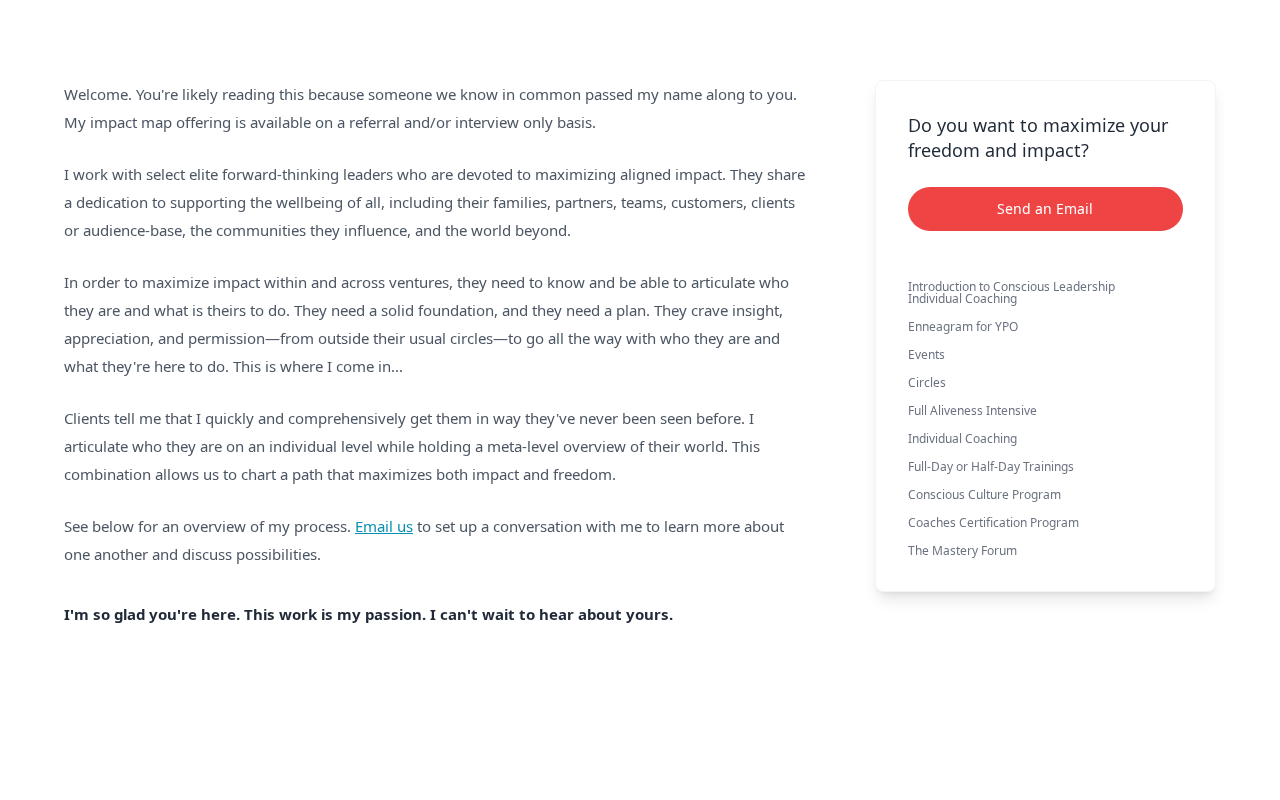 Welcome. You're likely reading this because someone we know in common passed my name along to you.
My impact map offering is available on a referral and/or interview only basis.
I work with select elite forward-thinking leaders who are devoted to maximizing aligned impact. They share
a dedication to supporting the wellbeing of all, including their families, partners, teams, customers, clients
or audience-base, the communities they influence, and the world beyond.
In order to maximize impact within and across ventures, they need to know and be able to articulate who
they are and what is theirs to do. They need a solid foundation, and they need a plan. They crave insight,
appreciation, and permission—from outside their usual circles—to go all the way with who they are and
what they're here to do. This is where I come in...
Clients tell me that I quickly and comprehensively get them in way they've never been seen before. I
articulate who they are on an individual level while holding a meta-level overview of their world. This
combination allows us to chart a path that maximizes both impact and freedom.
See below for an overview of my process. Email us to set up a conversation with me to learn more about
one another and discuss possibilities.
I'm so glad you're here. This work is my passion. I can't wait to hear about yours.
Do you want to maximize your
freedom and impact?
Send an Email
Introduction to Conscious Leadership
Individual Coaching
Enneagram for YPO
Events
Circles
Full Aliveness Intensive
Individual Coaching
Full-Day or Half-Day Trainings
Conscious Culture Program
Coaches Certification Program
The Mastery Forum